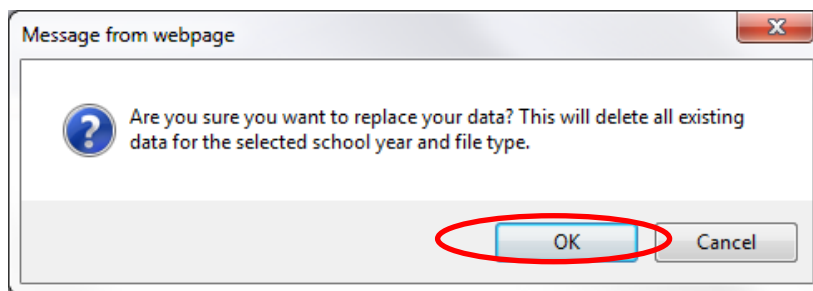 Message from webpage
Are you sure you want to replace your data? This will delete all existing
data for the selected school year and file type.
OK
Cancel